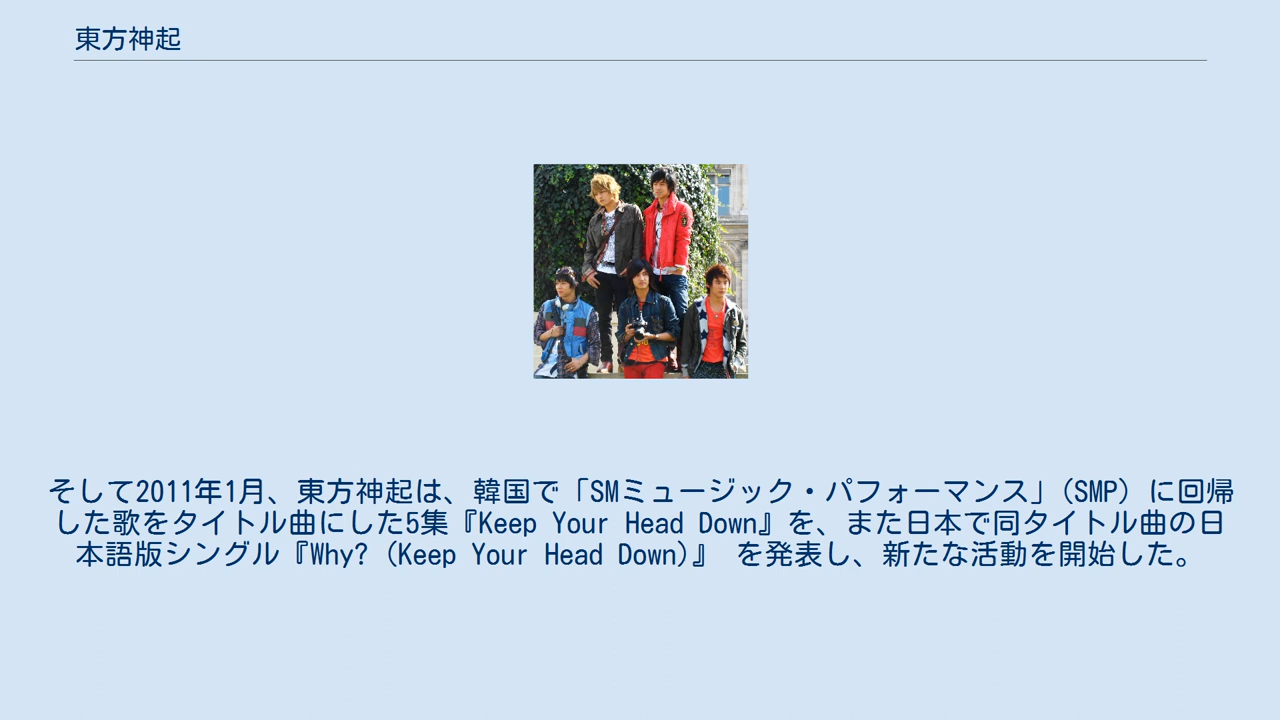 東方神起
そして2011年1月、東方神起は、韓国で「SMミュージック・パフォーマンス」(SMP) に回帰
した歌をタイトル曲にした5集『Keep Your Head Down』を、また日本で同タイトル曲の日
本語版シングル『Why? (Keep Your Head Down)』 を発表し、新たな活動を開始した。